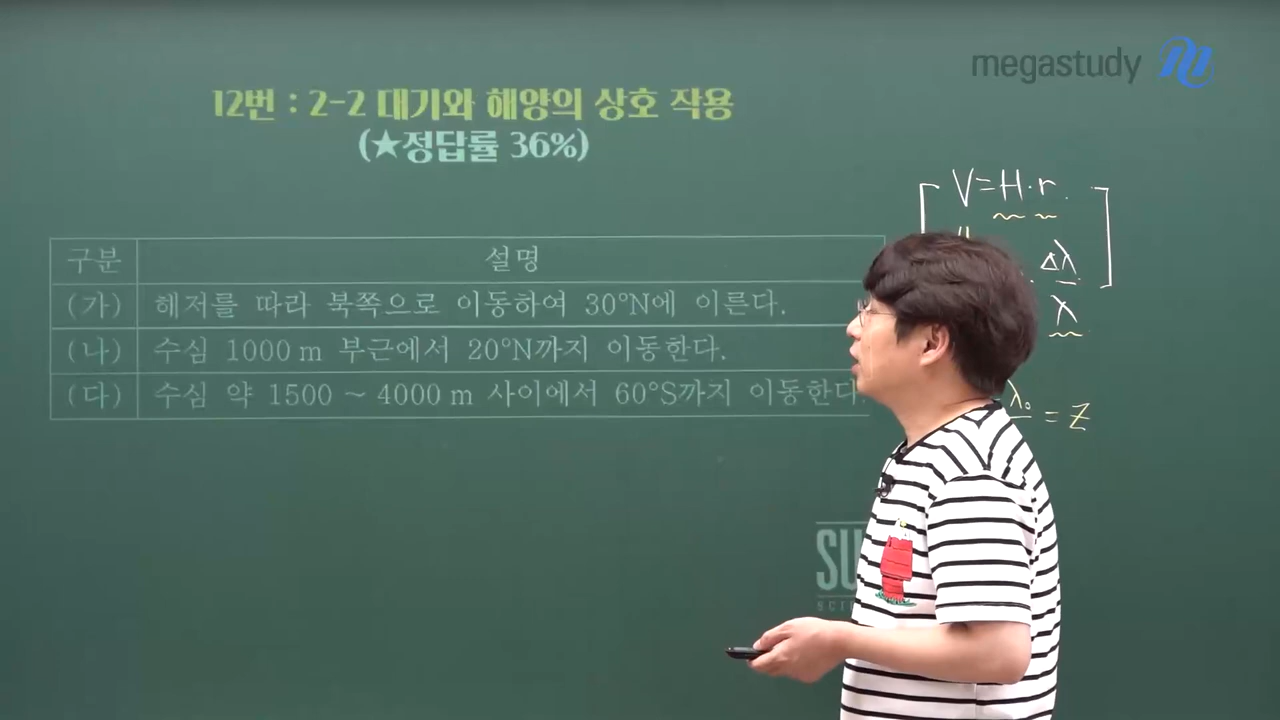 megastudy
12번 : 2-2 대기와 해양의 상호 작용
(★정답률 36%)
V=H·r.
Δλ
λ
λ₀ = Z
구분 설명
(가) 해저를 따라 북쪽으로 이동하여 30°N에 이른다.
(나) 수심 1000 m 부근에서 20°N까지 이동한다.
(다) 수심 약 1500 ~ 4000 m 사이에서 60°S까지 이동한다
SU
SCIE